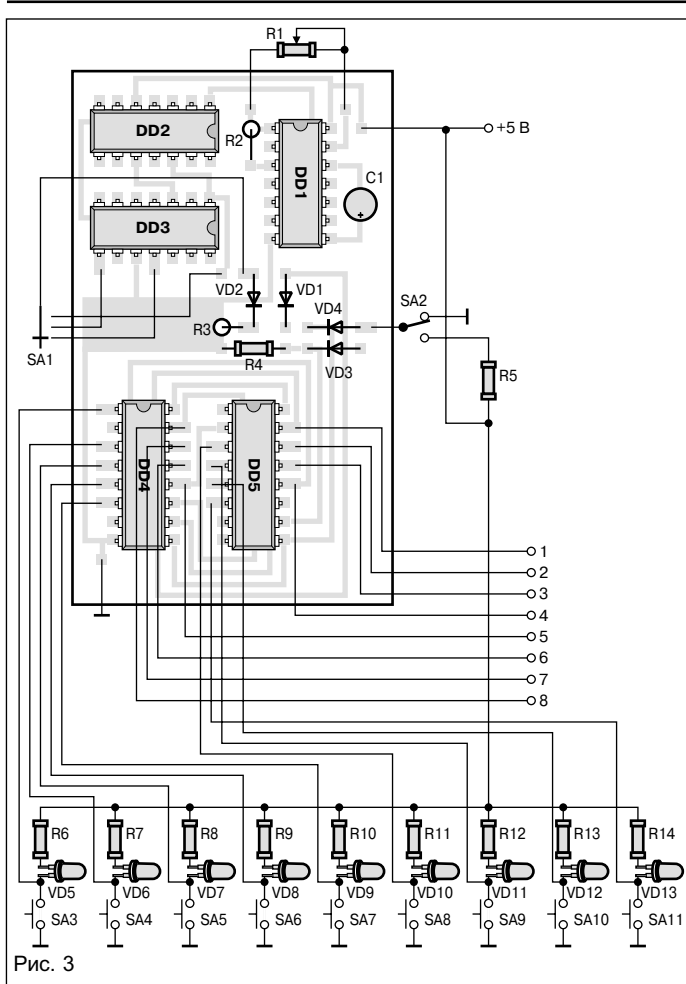 R1
DD2
R2
DD1
C1
+5 В
DD3
VD2
VD1
VD4
SA2
SA1
R3
R4
VD3
R5
DD4
DD5
1
2
3
4
5
6
7
8
R6 R7 R8 R9 R10 R11 R12 R13 R14
VD5 VD6 VD7 VD8 VD9 VD10 VD11 VD12 VD13
SA3 SA4 SA5 SA6 SA7 SA8 SA9 SA10 SA11
Рис. 3